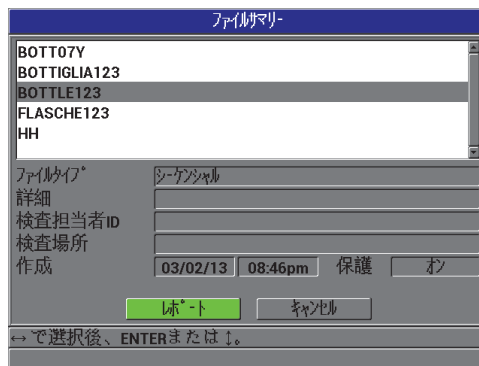 ファイルサマリー
BOTT07Y
BOTTIGLIA123
BOTTLE123
FLASCHE123
HH
ファイルタイプ シーケンシャル
詳細
検査担当者ID
検査場所
作成 03/02/13 08:46pm 保護 オン
レポート キャンセル
↔で選択後、ENTERまたは↕。